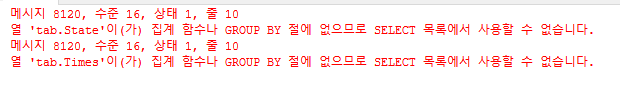 메시지 8120, 수준 16, 상태 1, 줄 10
열 'tab.State'이(가) 집계 함수나 GROUP BY 절에 없으므로 SELECT 목록에서 사용할 수 없습니다.
메시지 8120, 수준 16, 상태 1, 줄 10
열 'tab.Times'이(가) 집계 함수나 GROUP BY 절에 없으므로 SELECT 목록에서 사용할 수 없습니다.